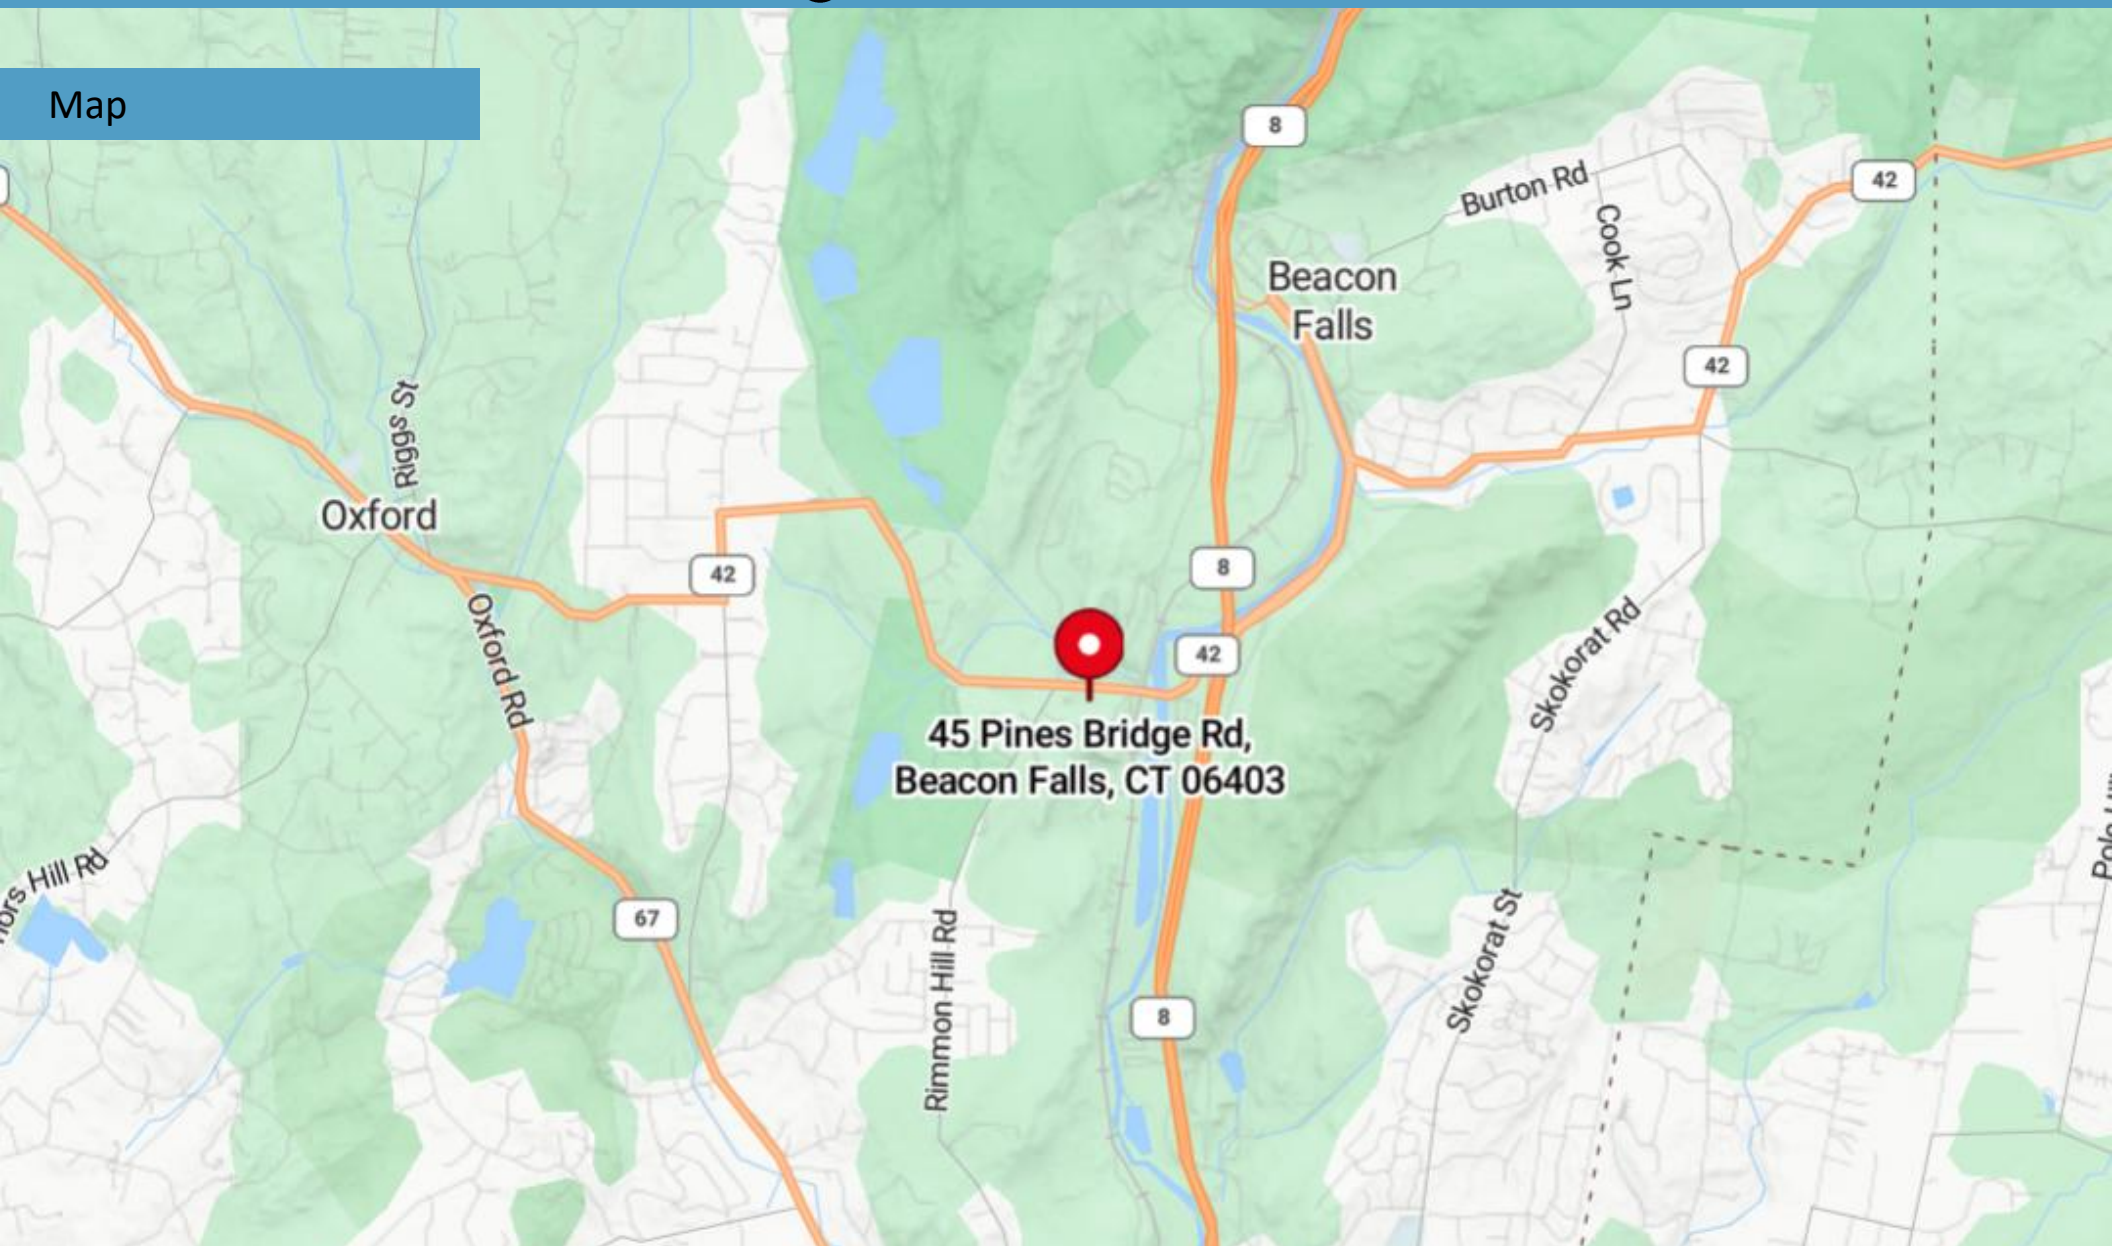 Map
8
42
Burton Rd
Cook Ln
Beacon
Falls
42
Riggs St
Oxford
42
8
Oxford Rd
42
Skokorat Rd
45 Pines Bridge Rd,
Beacon Falls, CT 06403
Hill Rd
67
Rimmon Hill Rd
Skokorat St
8